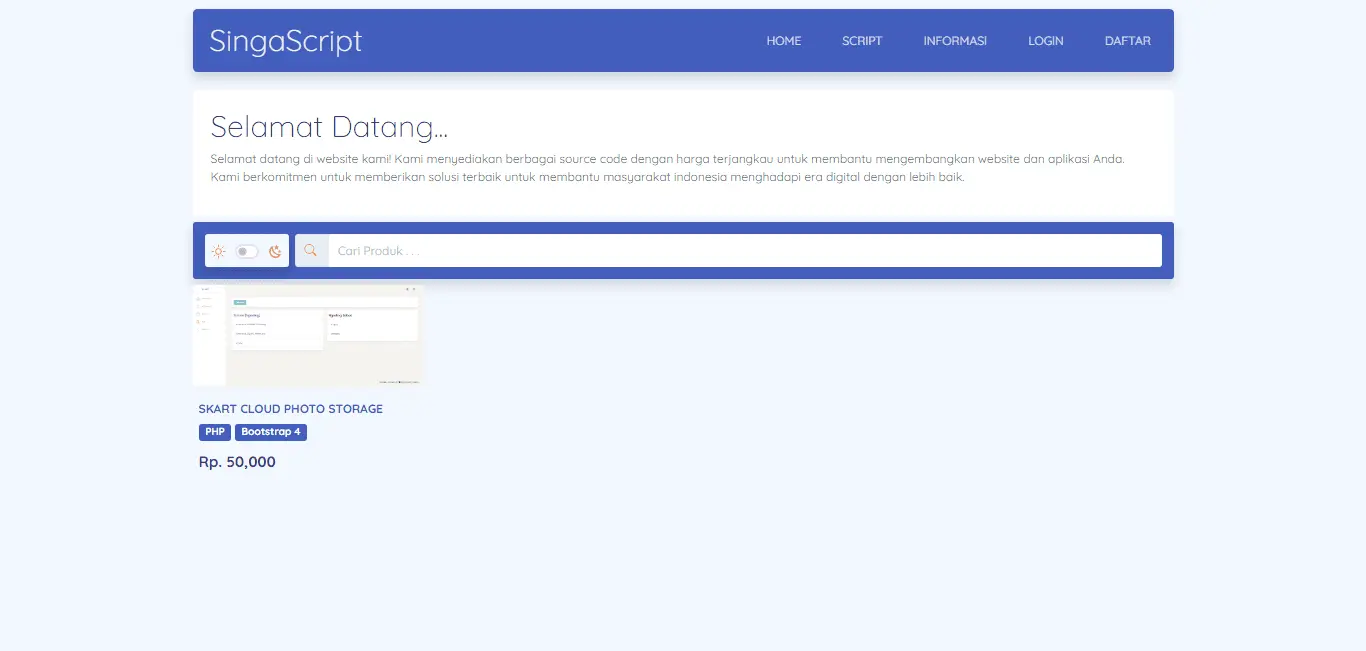 SingaScript
HOME SCRIPT INFORMASI LOGIN DAFTAR
Selamat Datang...
Selamat datang di website kami! Kami menyediakan berbagai source code dengan harga terjangkau untuk membantu mengembangkan website dan aplikasi Anda.
Kami berkomitmen untuk memberikan solusi terbaik untuk membantu masyarakat indonesia menghadapi era digital dengan lebih baik.
Cari Produk . . .
SKART CLOUD PHOTO STORAGE
PHP Bootstrap 4
Rp. 50,000